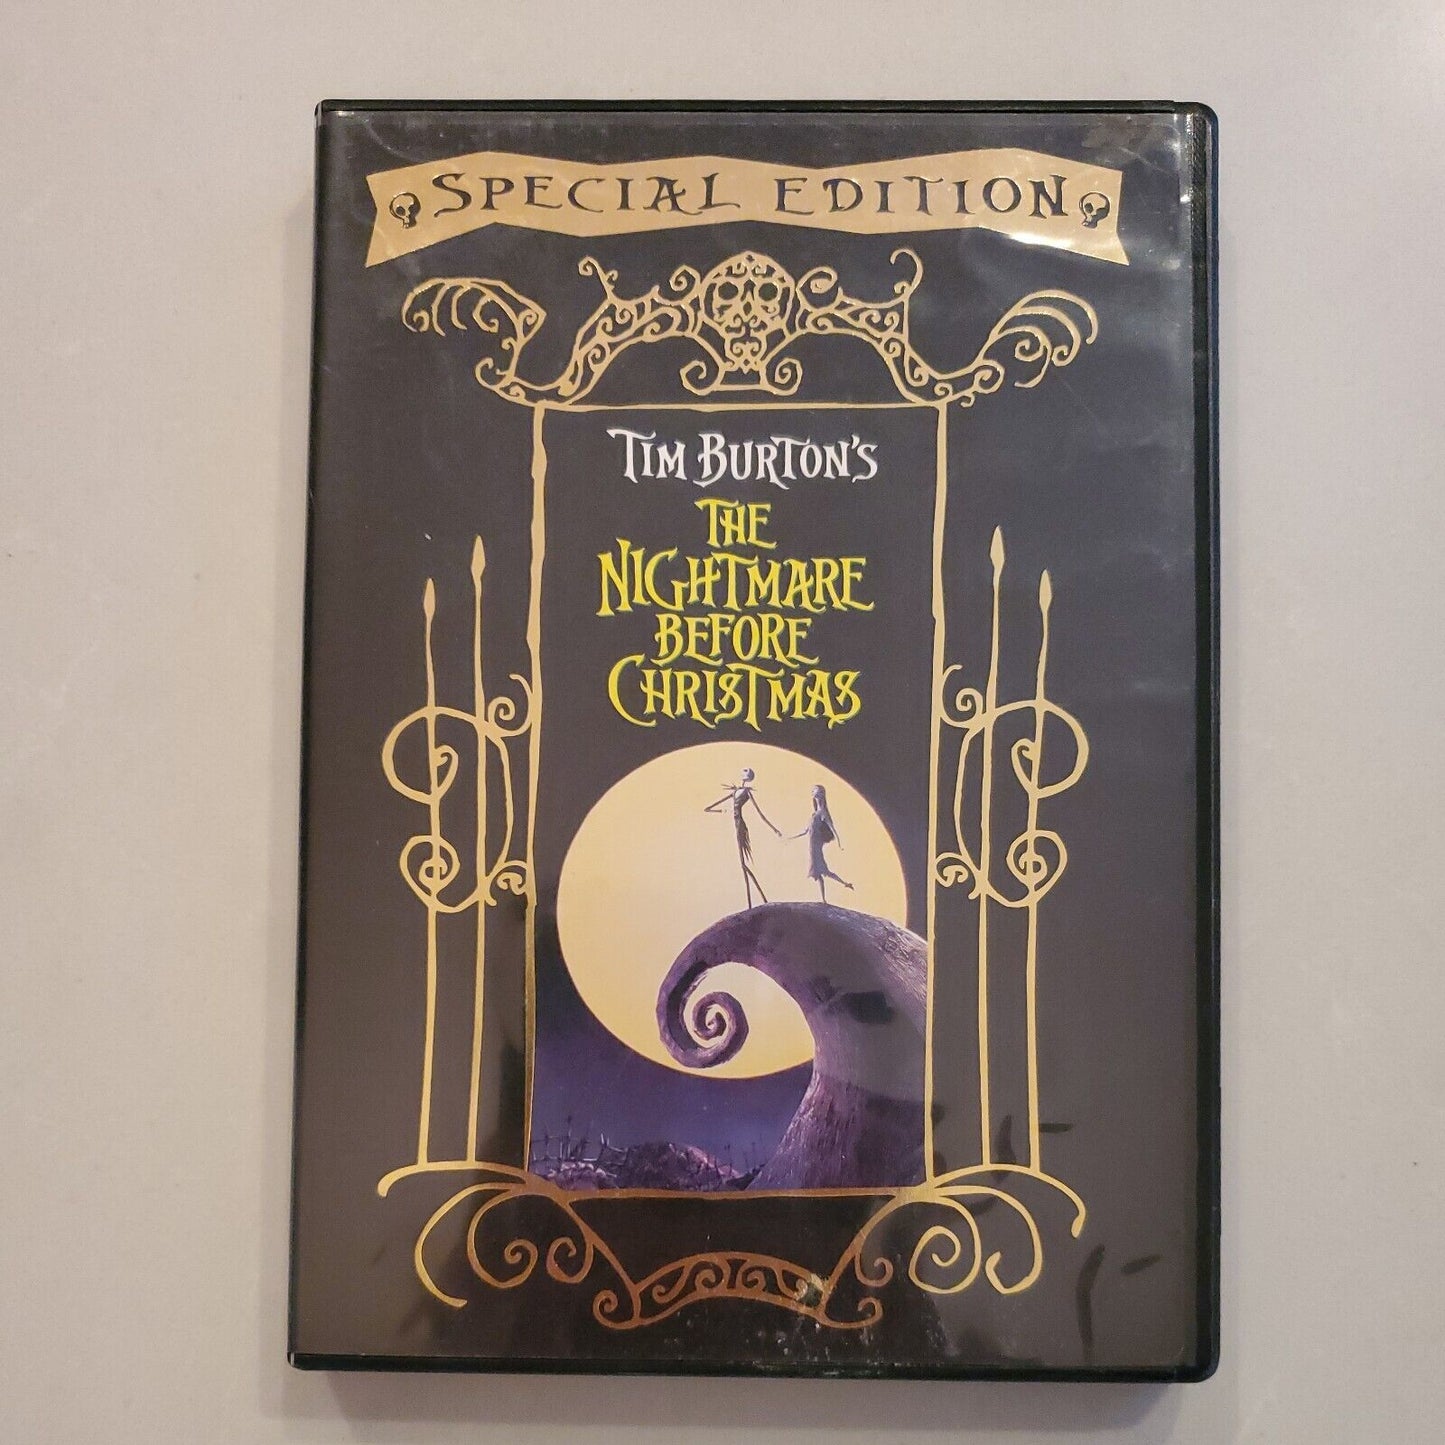 SPECIAL EDITION
TIM BURTON'S
THE
NIGHTMARE
BEFORE
CHRISTMAS